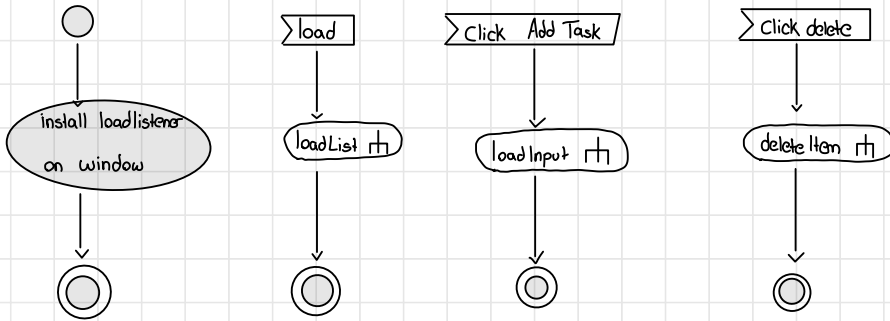 load
Click Add Task
Click delete
install loadlistener
on window
loadList
loadInput
deleteItem